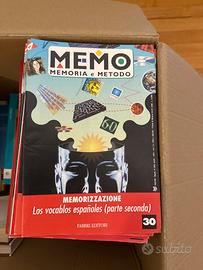 MEMO
MEMORIA e METODO
60
MEMORIZZAZIONE
Los vocablos españoles (parte seconda)
FABBRI EDITORI
30
subito